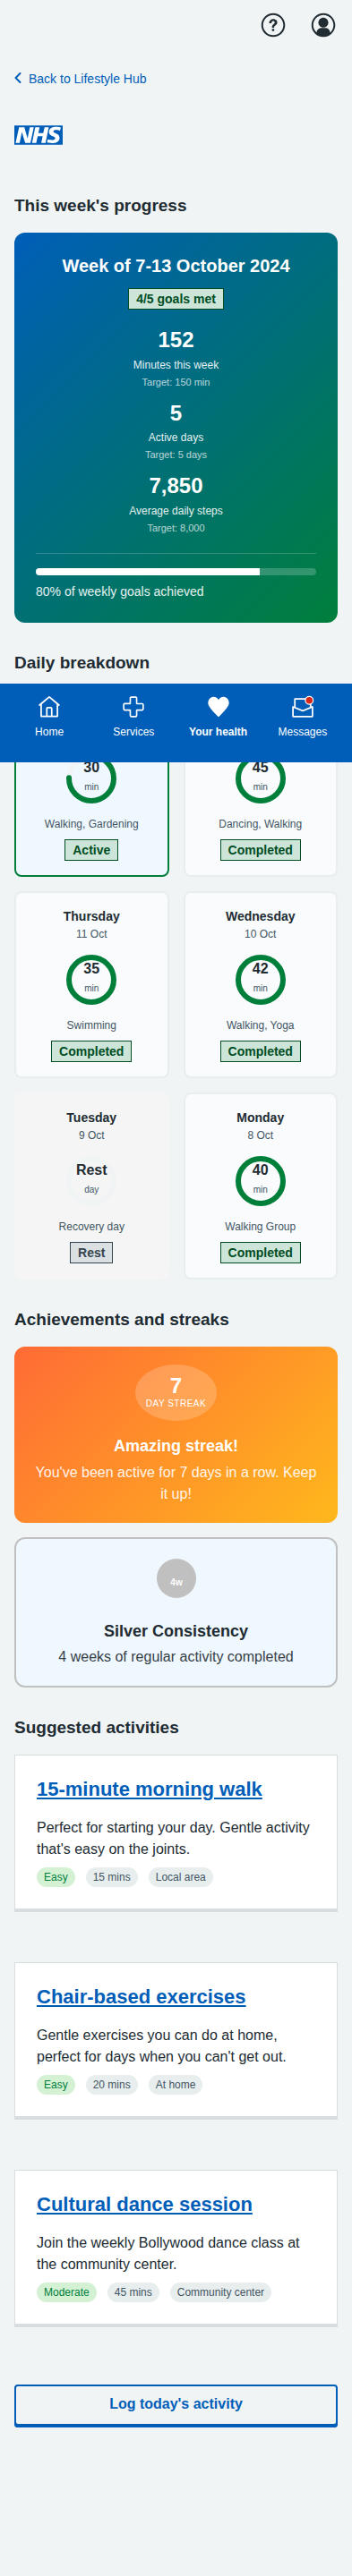 Back to Lifestyle Hub
NHS
This week's progress
Week of 7-13 October 2024
4/5 goals met
152
Minutes this week
Target: 150 min
5
Active days
Target: 5 days
7,850
Average daily steps
Target: 8,000
80% of weekly goals achieved
Daily breakdown
Home
Services
Your health
Messages
30
min
Walking, Gardening
Active
45
min
Dancing, Walking
Completed
Thursday
11 Oct
35
min
Swimming
Completed
Wednesday
10 Oct
42
min
Walking, Yoga
Completed
Tuesday
9 Oct
Rest
day
Recovery day
Rest
Monday
8 Oct
40
min
Walking Group
Completed
Achievements and streaks
7
DAY STREAK
Amazing streak!
You've been active for 7 days in a row. Keep
it up!
4w
Silver Consistency
4 weeks of regular activity completed
Suggested activities
15-minute morning walk
Perfect for starting your day. Gentle activity
that's easy on the joints.
Easy 15 mins Local area
Chair-based exercises
Gentle exercises you can do at home,
perfect for days when you can't get out.
Easy 20 mins At home
Cultural dance session
Join the weekly Bollywood dance class at
the community center.
Moderate 45 mins Community center
Log today's activity